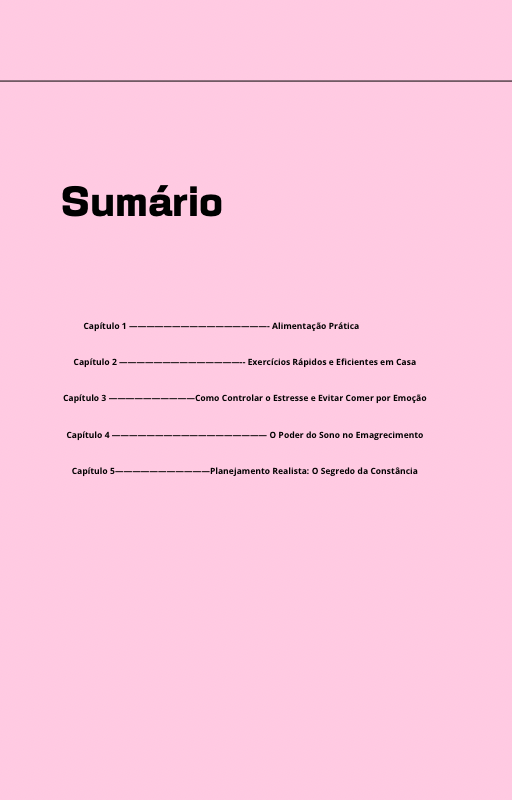 Sumário
Capítulo 1 ————————————————- Alimentação Prática
Capítulo 2 ——————————————-- Exercícios Rápidos e Eficientes em Casa
Capítulo 3 ——————————Como Controlar o Estresse e Evitar Comer por Emoção
Capítulo 4 —————————————————— O Poder do Sono no Emagrecimento
Capítulo 5———————————Planejamento Realista: O Segredo da Constância